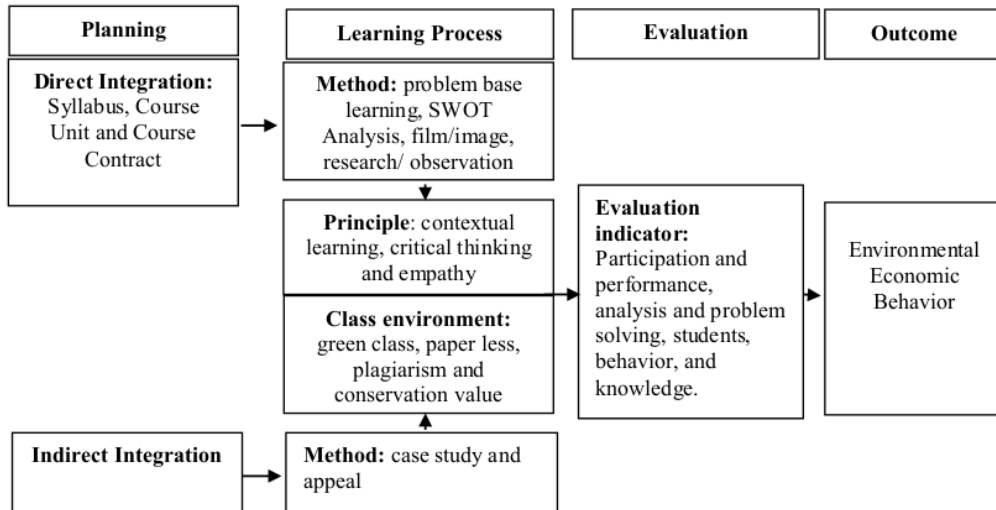 Planning
Learning Process
Evaluation
Outcome
Direct Integration:
Syllabus, Course
Unit and Course
Contract
Method: problem base
learning, SWOT
Analysis, film/image,
research/ observation
Principle: contextual
learning, critical thinking
and empathy
Class environment:
green class, paper less,
plagiarism and
conservation value
Evaluation
indicator:
Participation and
performance,
analysis and problem
solving, students,
behavior, and
knowledge.
Environmental
Economic
Behavior
Indirect Integration
Method: case study and
appeal